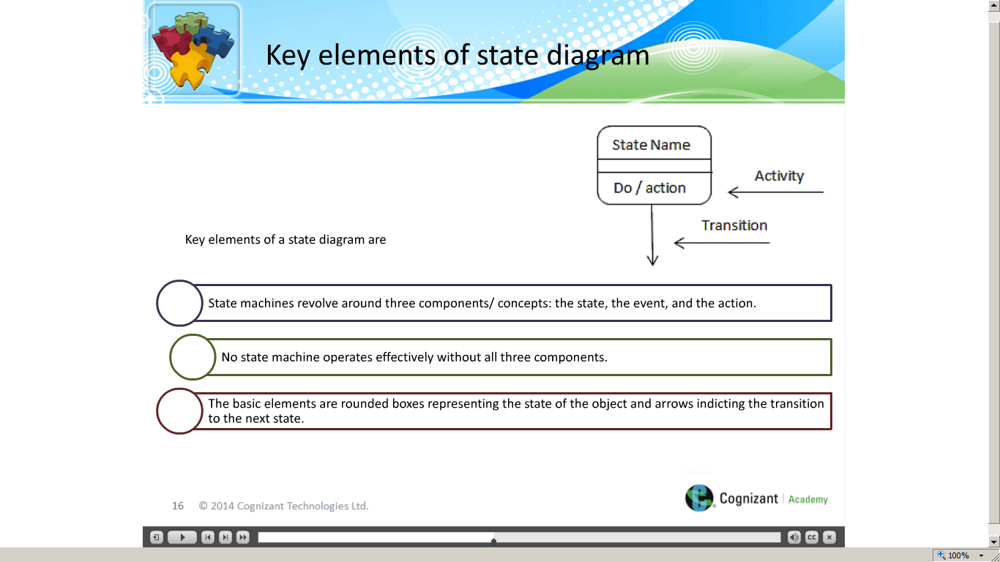 Key elements of state diagram
State Name
Do / action
Activity
Transition
Key elements of a state diagram are
State machines revolve around three components/ concepts: the state, the event, and the action.
No state machine operates effectively without all three components.
The basic elements are rounded boxes representing the state of the object and arrows indicting the transition
to the next state.
16 © 2014 Cognizant Technologies Ltd.
Cognizant | Academy
CC
100%